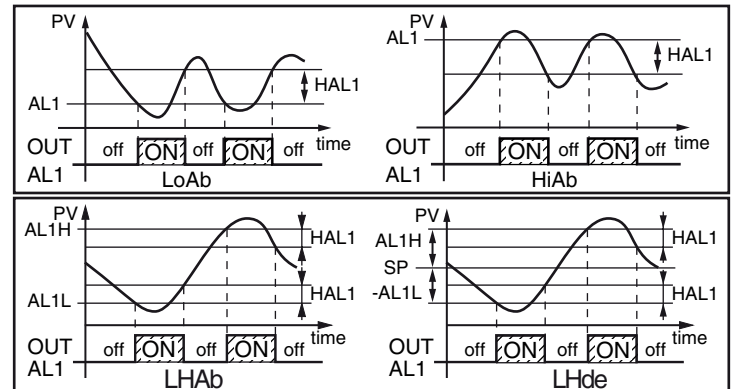 PV
AL1
HAL1
time
OUT off ON off ON off
AL1
LoAb
PV
AL1
HAL1
time
OUT off ON off ON off
AL1
HiAb
PV
AL1H
HAL1
AL1L
HAL1
time
OUT off ON off ON off
AL1
LHAb
PV
AL1H
HAL1
SP
-AL1L
HAL1
time
OUT off ON off ON off
AL1
LHde